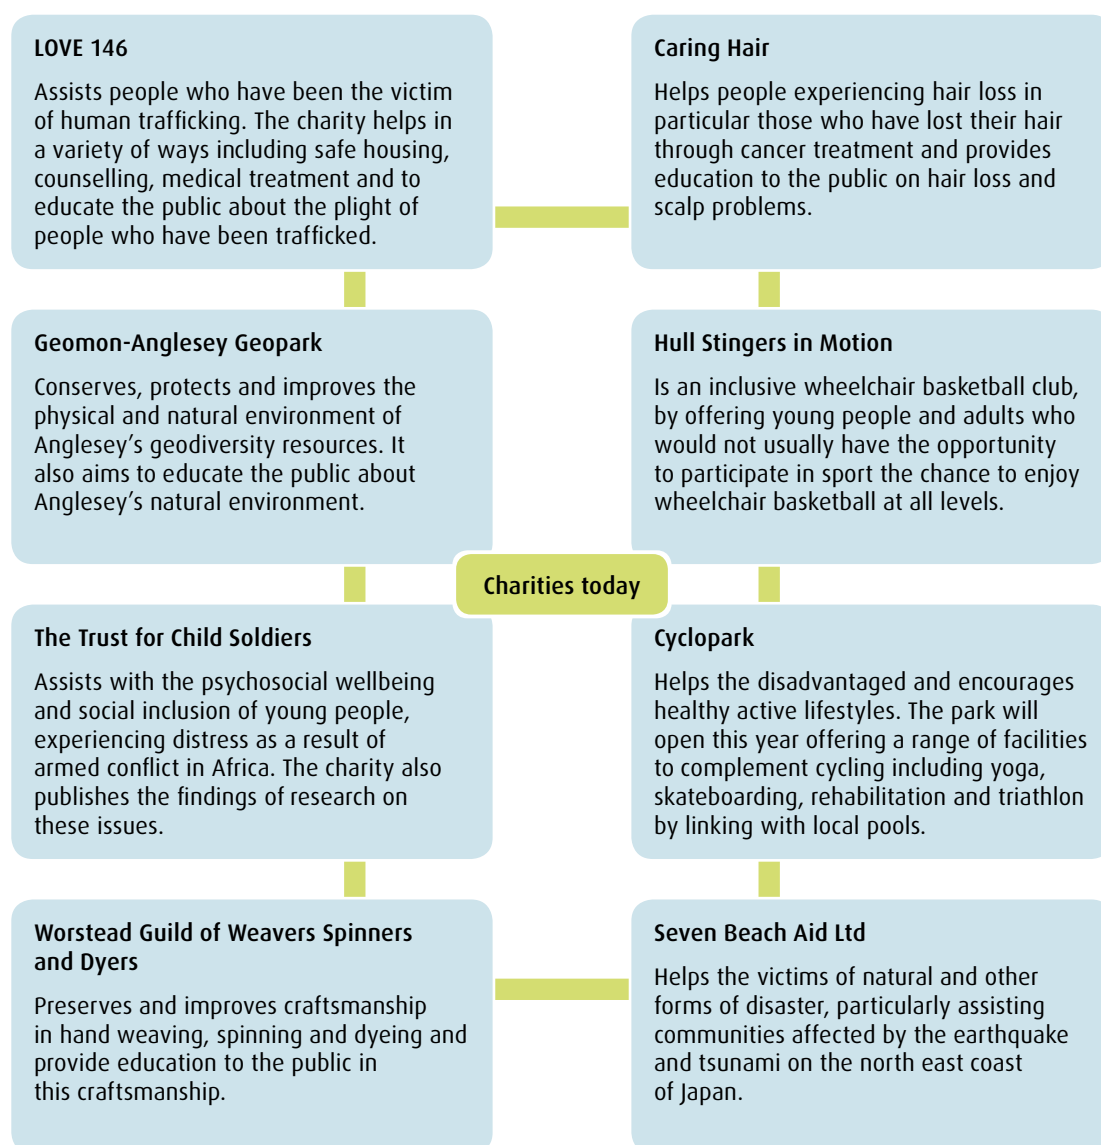 LOVE 146
Assists people who have been the victim
of human trafficking. The charity helps in
a variety of ways including safe housing,
counselling, medical treatment and to
educate the public about the plight of
people who have been trafficked.
Caring Hair
Helps people experiencing hair loss in
particular those who have lost their hair
through cancer treatment and provides
education to the public on hair loss and
scalp problems.
Geomon-Anglesey Geopark
Conserves, protects and improves the
physical and natural environment of
Anglesey’s geodiversity resources. It
also aims to educate the public about
Anglesey’s natural environment.
Hull Stingers in Motion
Is an inclusive wheelchair basketball club,
by offering young people and adults who
would not usually have the opportunity
to participate in sport the chance to enjoy
wheelchair basketball at all levels.
Charities today
The Trust for Child Soldiers
Assists with the psychosocial wellbeing
and social inclusion of young people,
experiencing distress as a result of
armed conflict in Africa. The charity also
publishes the findings of research on
these issues.
Cyclopark
Helps the disadvantaged and encourages
healthy active lifestyles. The park will
open this year offering a range of facilities
to complement cycling including yoga,
skateboarding, rehabilitation and triathlon
by linking with local pools.
Worstead Guild of Weavers Spinners
and Dyers
Preserves and improves craftsmanship
in hand weaving, spinning and dyeing and
provide education to the public in
this craftsmanship.
Seven Beach Aid Ltd
Helps the victims of natural and other
forms of disaster, particularly assisting
communities affected by the earthquake
and tsunami on the north east coast
of Japan.